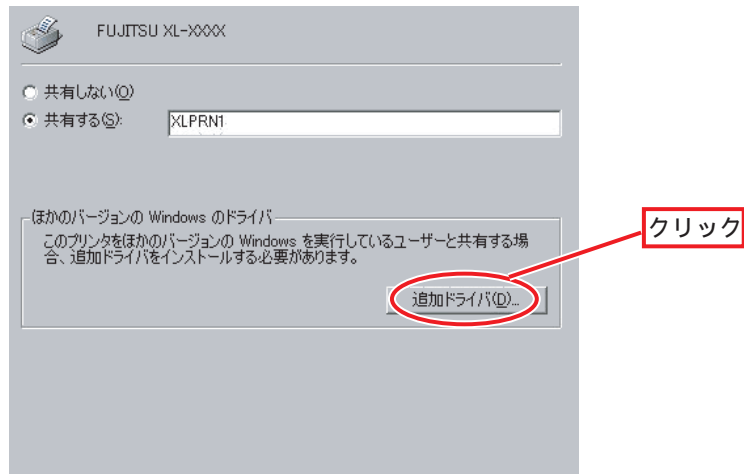 FUJITSU XL-XXXX
共有しない(O)
共有する(S):
XLPRN1
ほかのバージョンの Windows のドライバ
このプリンタをほかのバージョンの Windows を実行しているユーザーと共有する場
合、追加ドライバをインストールする必要があります。
クリック
追加ドライバ(D)...